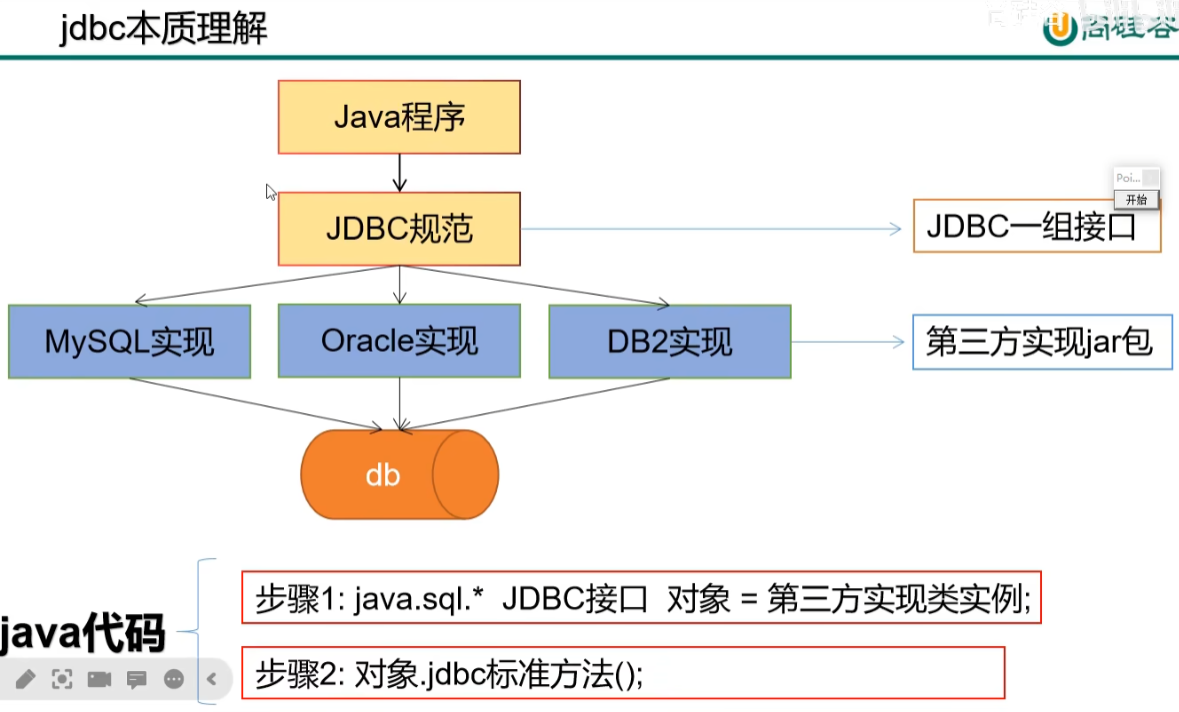 jdbc本质理解
尚硅谷
Java程序
JDBC规范
JDBC一组接口
Poi...
开始
MySQL实现
Oracle实现
DB2实现
第三方实现jar包
db
java代码
步骤1: java.sql.* JDBC接口 对象 = 第三方实现类实例;
步骤2: 对象.jdbc标准方法();